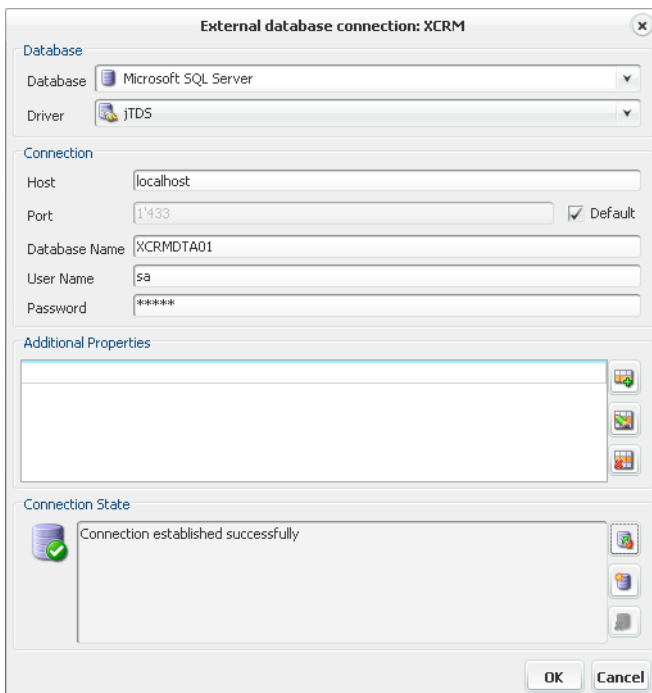 External database connection: XCRM
Database
Database Microsoft SQL Server
Driver jTDS
Connection
Host localhost
Port 1'433 Default
Database Name XCRMDTA01
User Name sa
Password *****
Additional Properties
Connection State
Connection established successfully
OK Cancel